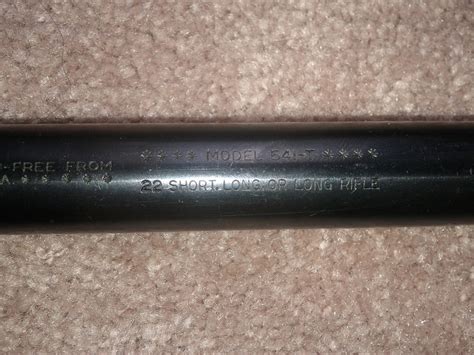 -FREE FROM
**** MODEL 541-T ****
A.*****
22 SHORT, LONG OR LONG RIFLE